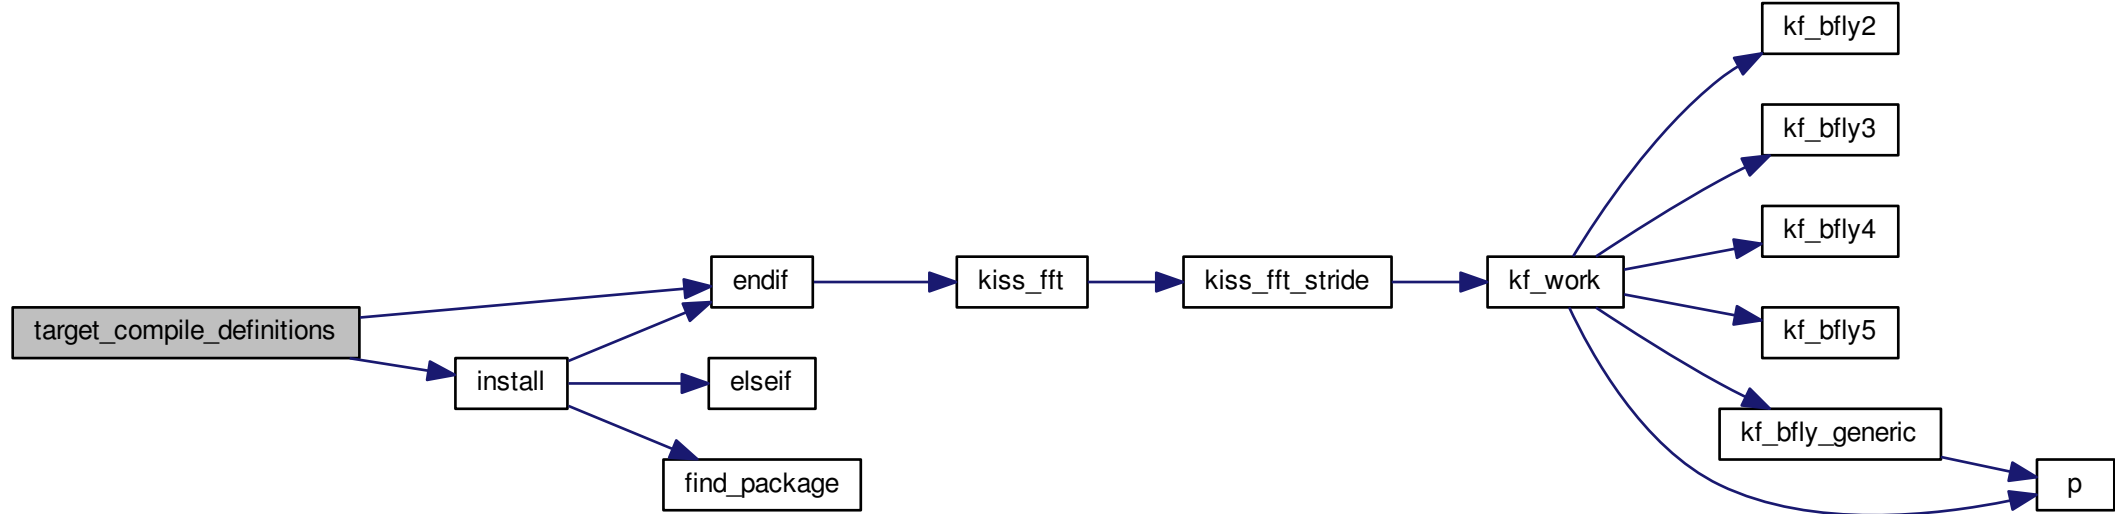 target_compile_definitions
install
endif
elseif
find_package
kiss_fft
kiss_fft_stride
kf_work
kf_bfly2
kf_bfly3
kf_bfly4
kf_bfly5
kf_bfly_generic
p